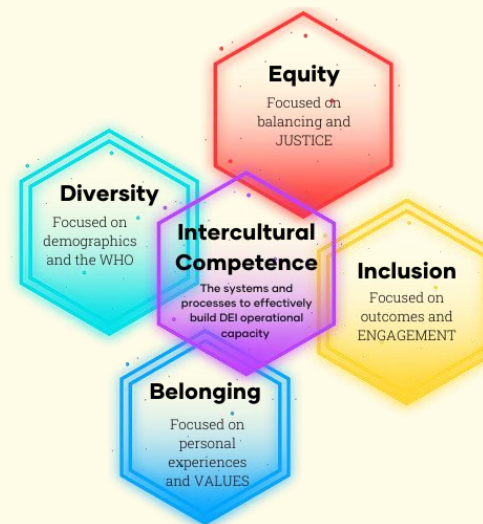 Equity
Focused on
balancing and
JUSTICE
Diversity
Focused on
demographics
and the WHO
Intercultural
Competence
The systems and
processes to effectively
build DEI operational
capacity
Inclusion
Focused on
outcomes and
ENGAGEMENT
Belonging
Focused on
personal
experiences
and VALUES